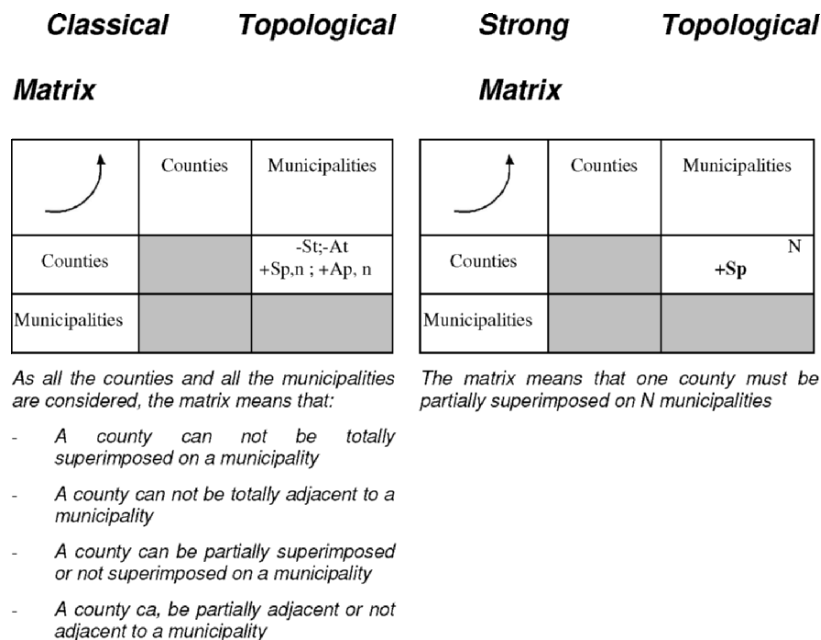 Classical Topological
Matrix
Counties Municipalities
Counties
-St;-At
+Sp,n ; +Ap, n
Municipalities
As all the counties and all the municipalities
are considered, the matrix means that:
- A county can not be totally
superimposed on a municipality
- A county can not be totally adjacent to a
municipality
- A county can be partially superimposed
or not superimposed on a municipality
- A county ca, be partially adjacent or not
adjacent to a municipality
Strong Topological
Matrix
Counties Municipalities
Counties
N
+Sp
Municipalities
The matrix means that one county must be
partially superimposed on N municipalities